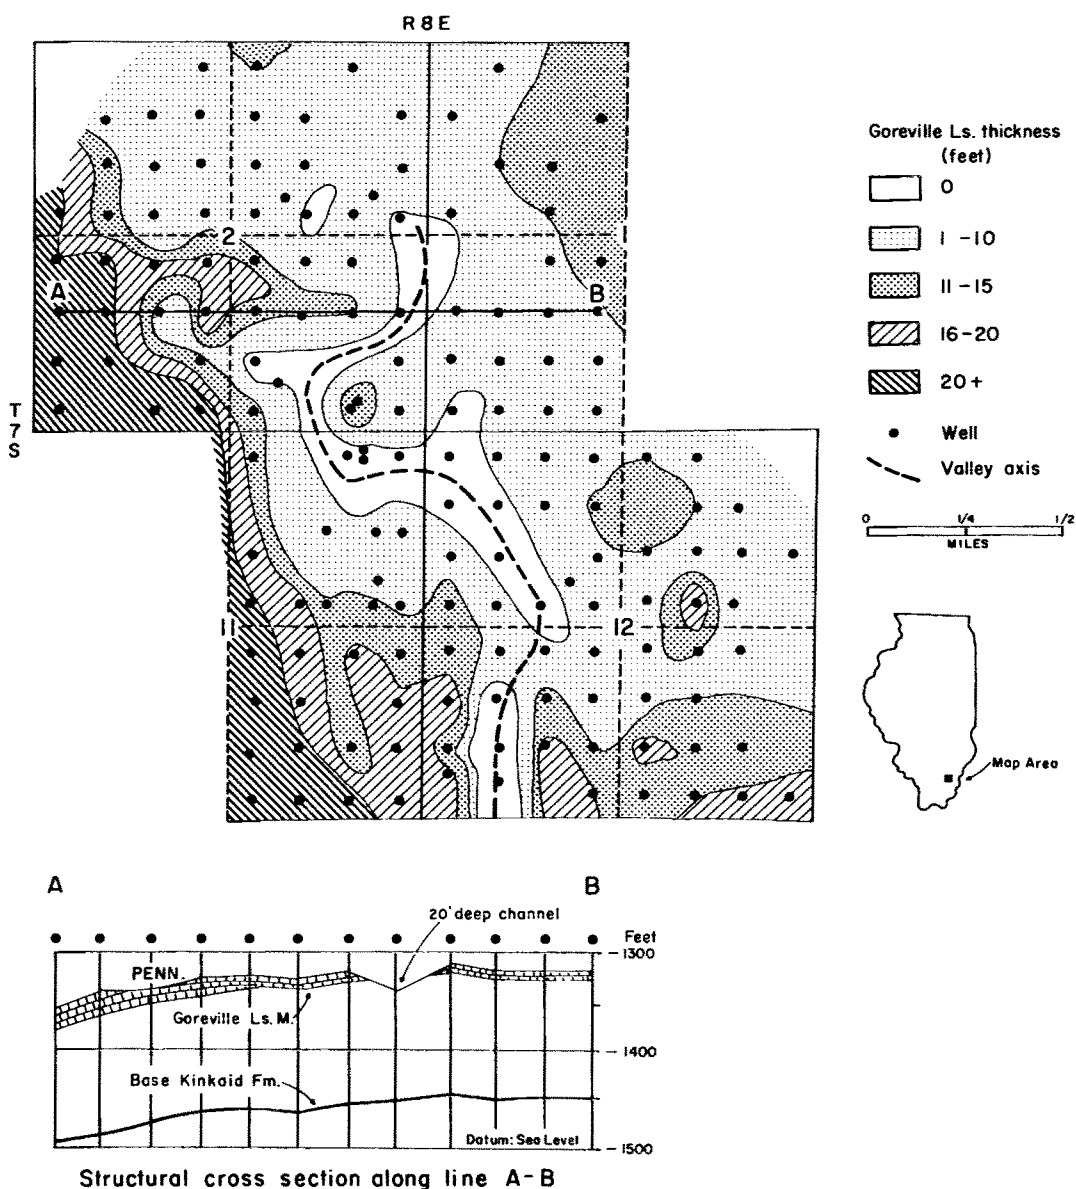 R 8 E
Goreville Ls. thickness
(feet)
0
1 - 10
11 - 15
16 - 20
20 +
Well
Valley axis
0 1/4 1/2
MILES
2
A B
T
7
S
11 12
Map Area
A B
20' deep channel
Feet
PENN.
-1300
Goreville Ls. M.
-1400
Base Kinkaid Fm.
Datum: Sea Level
-1500
Structural cross section along line A-B